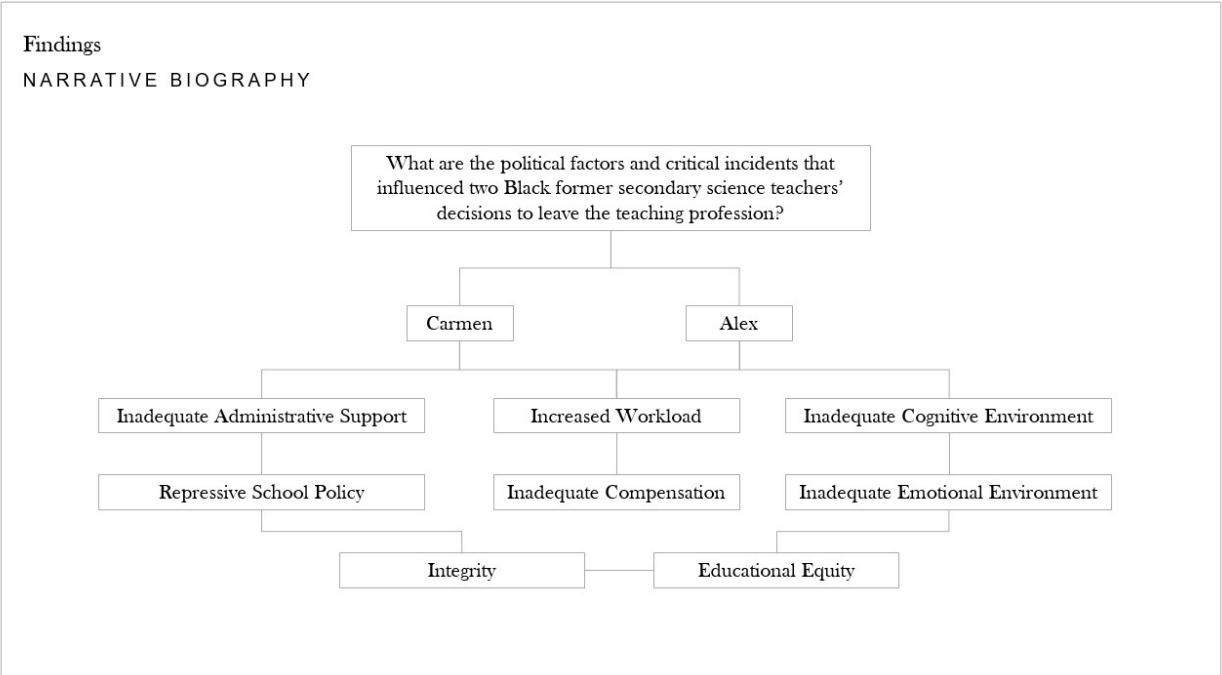 Findings
NARRATIVE BIOGRAPHY
What are the political factors and critical incidents that
influenced two Black former secondary science teachers’
decisions to leave the teaching profession?
Carmen
Alex
Inadequate Administrative Support
Increased Workload
Inadequate Cognitive Environment
Repressive School Policy
Inadequate Compensation
Inadequate Emotional Environment
Integrity
Educational Equity